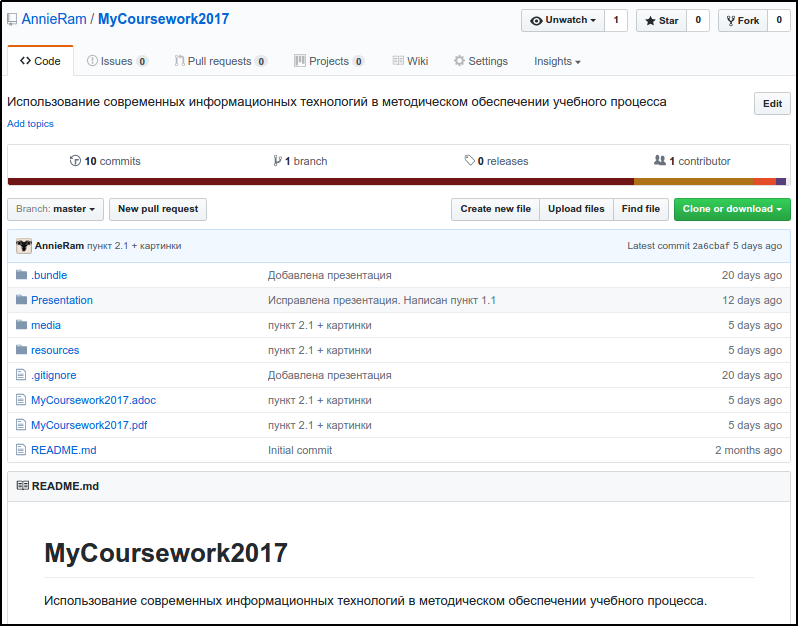 AnnieRam / MyCoursework2017 Unwatch 1 Star 0 Fork 0
Code Issues 0 Pull requests 0 Projects 0 Wiki Settings Insights
Использование современных информационных технологий в методическом обеспечении учебного процесса Edit
Add topics
10 commits 1 branch 0 releases 1 contributor
Branch: master New pull request Create new file Upload files Find file Clone or download
AnnieRam пункт 2.1 + картинки Latest commit 2a6cbaf 5 days ago
.bundle Добавлена презентация 20 days ago
Presentation Исправлена презентация. Написан пункт 1.1 12 days ago
media пункт 2.1 + картинки 5 days ago
resources пункт 2.1 + картинки 5 days ago
.gitignore Добавлена презентация 20 days ago
MyCoursework2017.adoc пункт 2.1 + картинки 5 days ago
MyCoursework2017.pdf пункт 2.1 + картинки 5 days ago
README.md Initial commit 2 months ago
README.md
MyCoursework2017
Использование современных информационных технологий в методическом обеспечении учебного процесса.